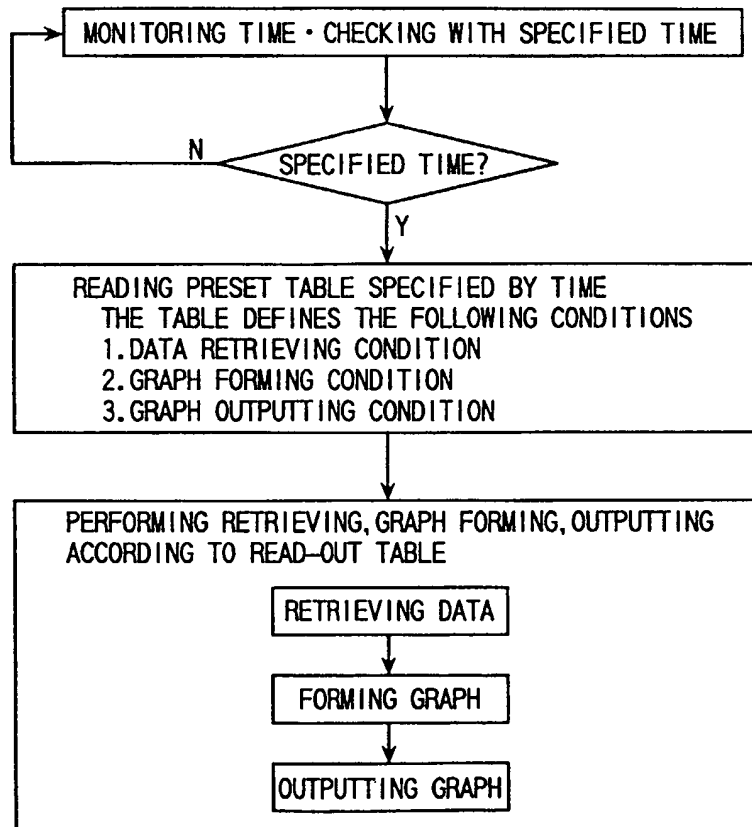 MONITORING TIME・CHECKING WITH SPECIFIED TIME
N
SPECIFIED TIME?
Y
READING PRESET TABLE SPECIFIED BY TIME
THE TABLE DEFINES THE FOLLOWING CONDITIONS
1.DATA RETRIEVING CONDITION
2.GRAPH FORMING CONDITION
3.GRAPH OUTPUTTING CONDITION
PERFORMING RETRIEVING,GRAPH FORMING,OUTPUTTING
ACCORDING TO READ-OUT TABLE
RETRIEVING DATA
FORMING GRAPH
OUTPUTTING GRAPH